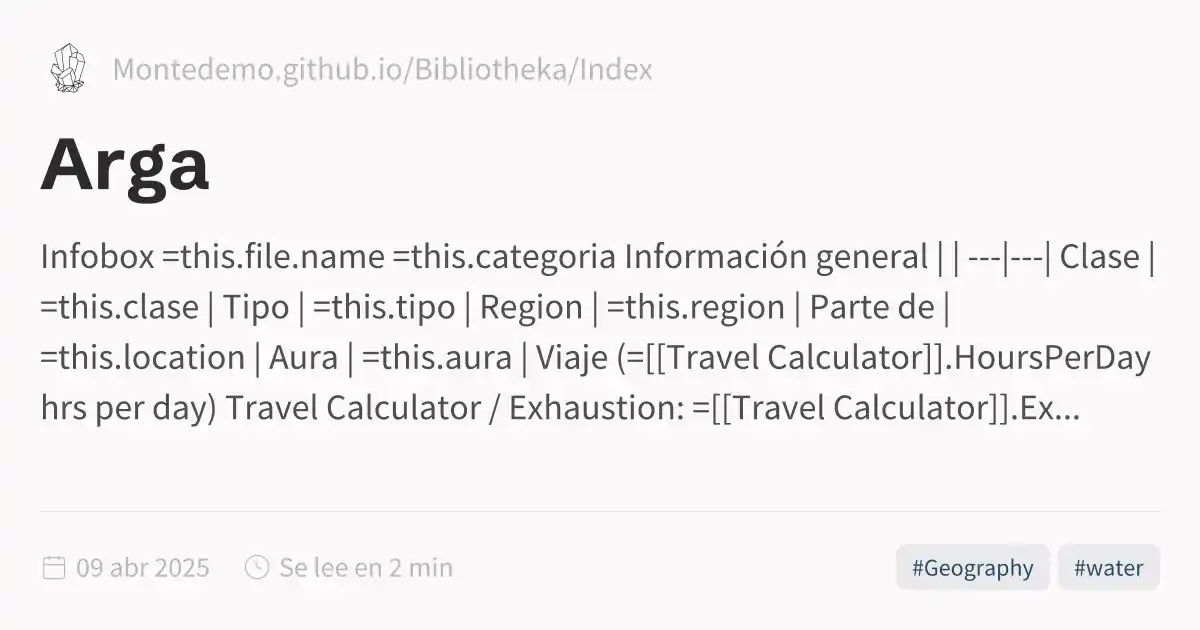 Montedemo.github.io/Bibliotheka/Index
Arga
Infobox =this.file.name =this.categoria Información general | | ---|---| Clase |
=this.clase | Tipo | =this.tipo | Region | =this.region | Parte de |
=this.location | Aura | =this.aura | Viaje (=[[Travel Calculator]].HoursPerDay
hrs per day) Travel Calculator / Exhaustion: =[[Travel Calculator]].Ex...
09 abr 2025 Se lee en 2 min #Geography #water